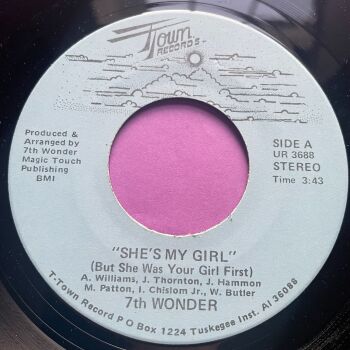 T-Town
RECORDS
Produced &
Arranged by
7th Wonder
Magic Touch
Publishing
BMI
SIDE A
UR 3688
STEREO
Time 3:43
"SHE'S MY GIRL"
(But She Was Your Girl First)
A. Williams, J. Thornton, J. Hammon
M. Patton, J. Chislom Jr., W. Butler
7th WONDER
T-Town Record P O Box 1224 Tuskegee Inst. Al 36088